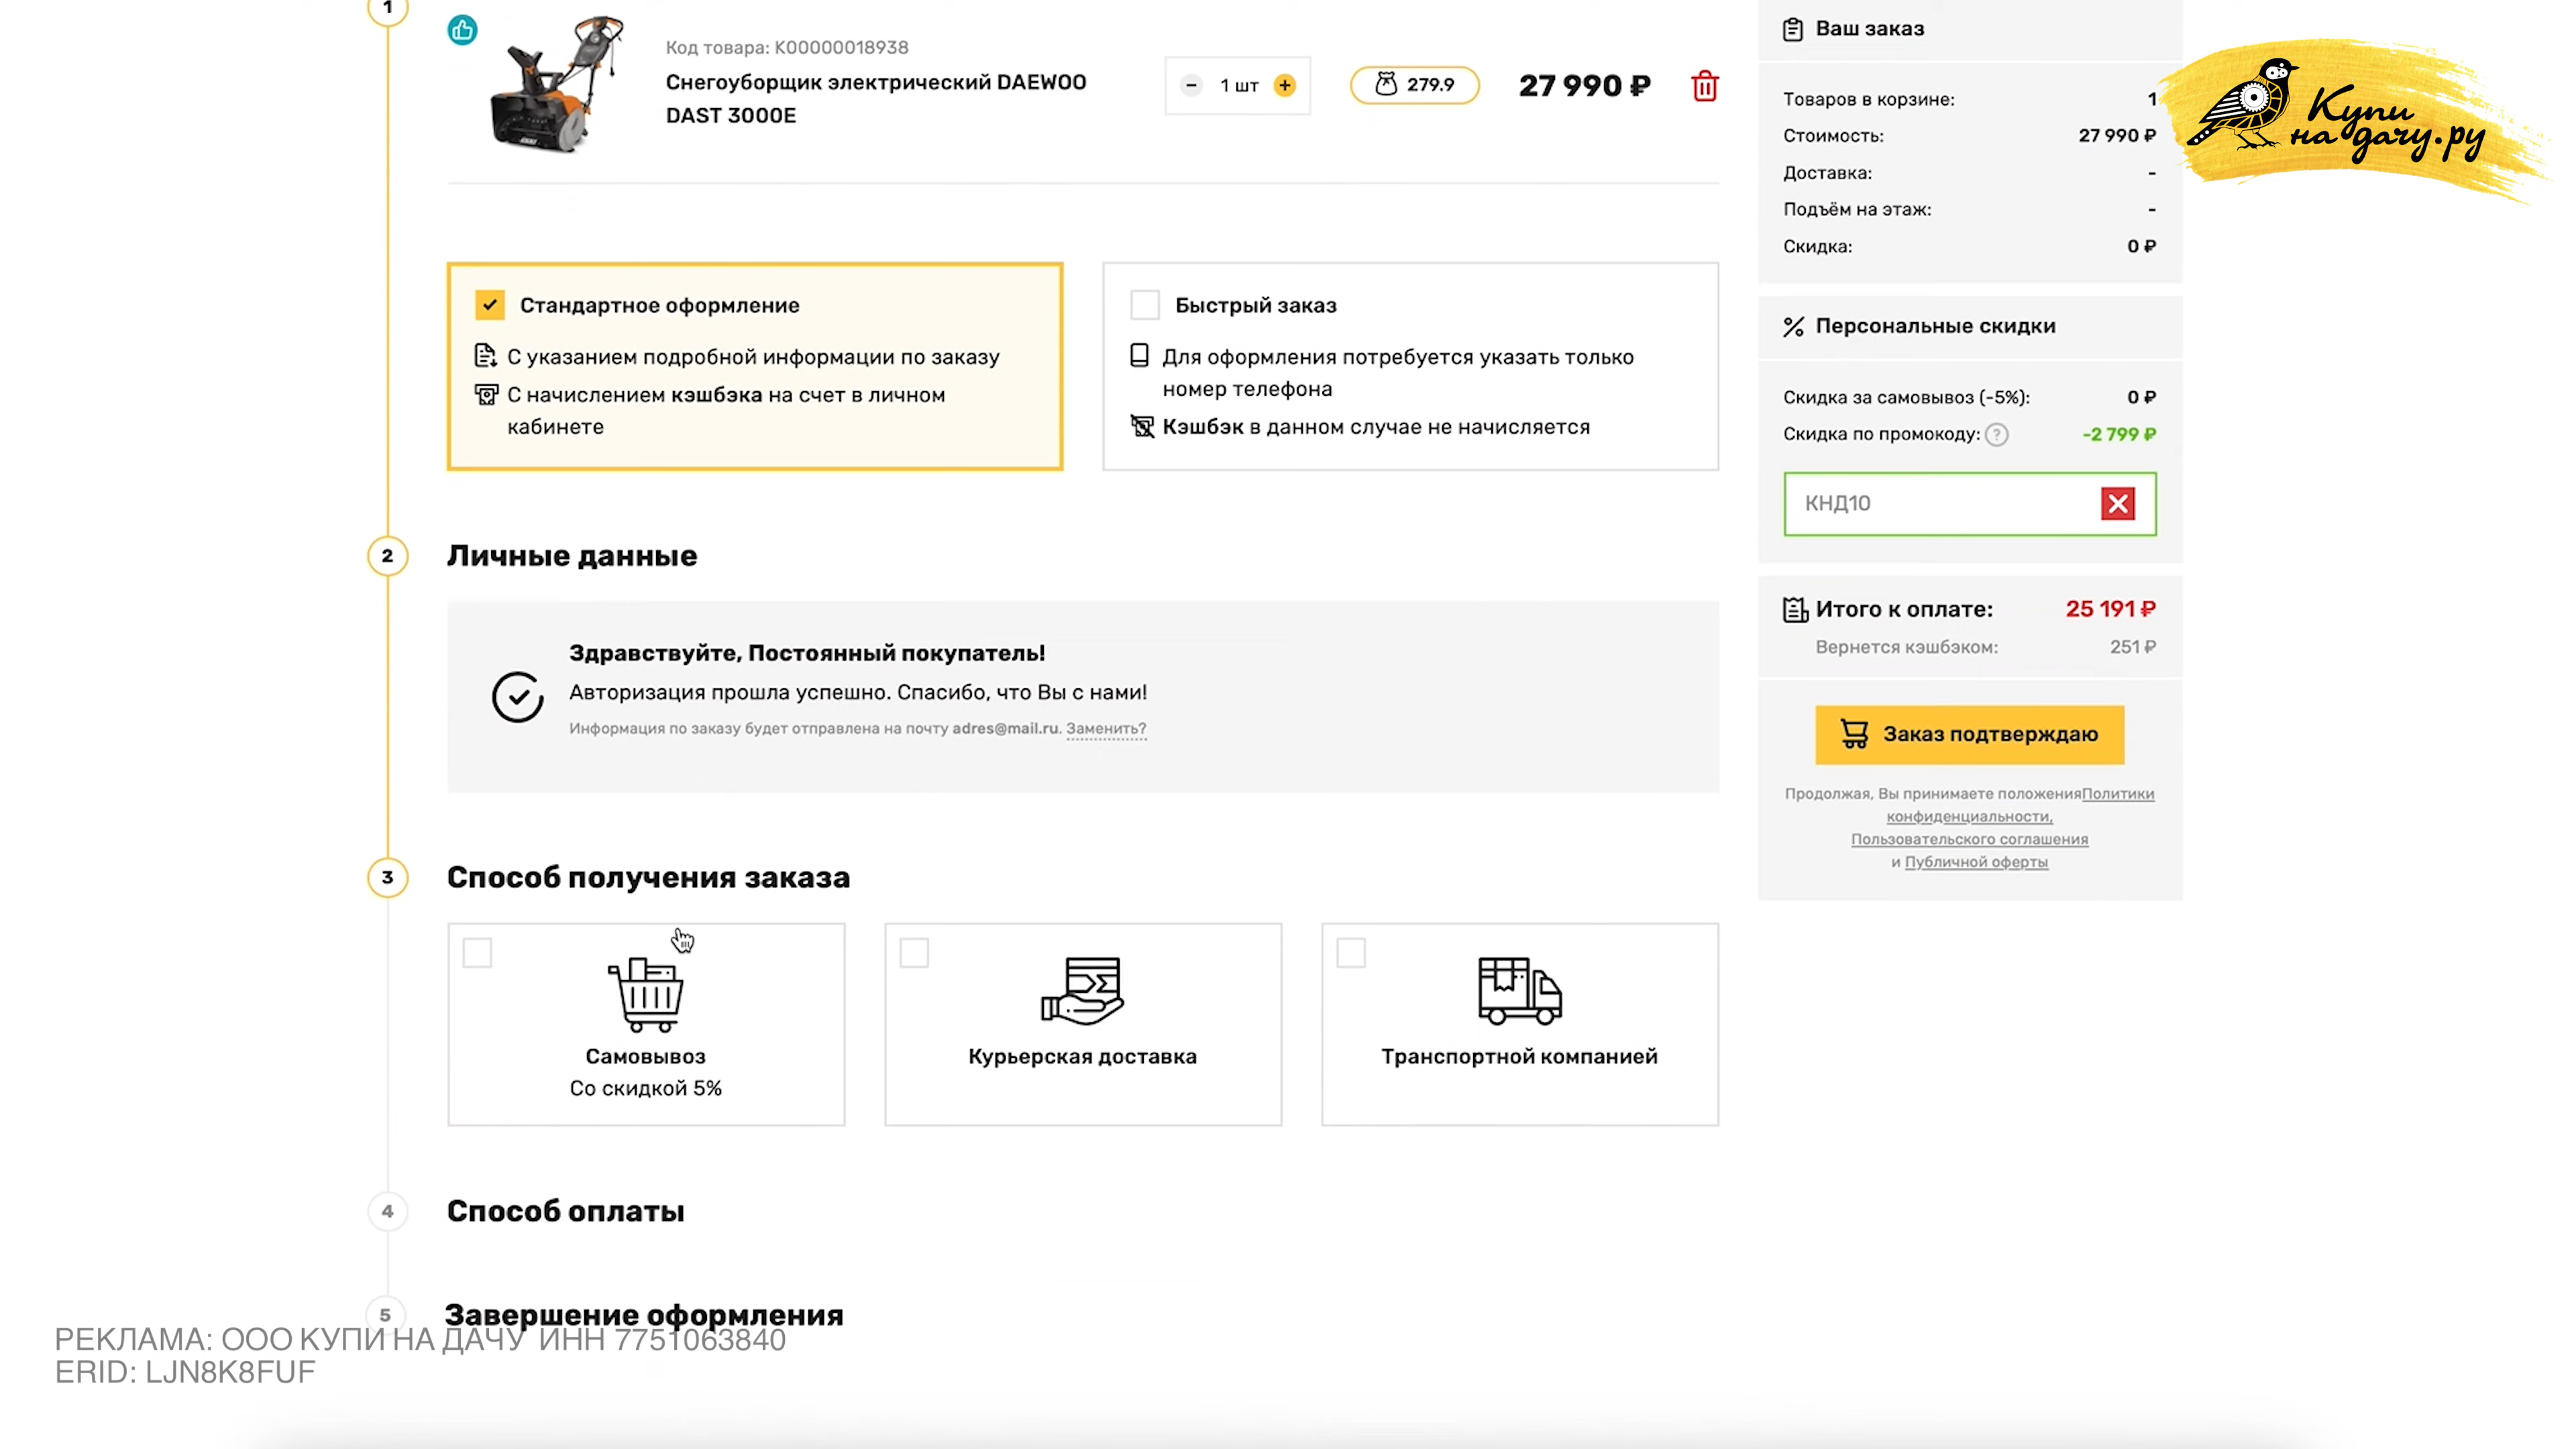 1
Код товара: K00000018938
Снегоуборщик электрический DAEWOO
DAST 3000E
1 шт
279.9
27 990 ₽
Стандартное оформление
С указанием подробной информации по заказу
С начислением кэшбэка на счет в личном
кабинете
Быстрый заказ
Для оформления потребуется указать только
номер телефона
Кэшбэк в данном случае не начисляется
2
Личные данные
Здравствуйте, Постоянный покупатель!
Авторизация прошла успешно. Спасибо, что Вы с нами!
Информация по заказу будет отправлена на почту adres@mail.ru. Заменить?
3
Способ получения заказа
Самовывоз
Со скидкой 5%
Курьерская доставка
Транспортной компанией
4
Способ оплаты
5
Завершение оформления
Ваш заказ
Товаров в корзине: 1
Стоимость: 27 990 ₽
Доставка: -
Подъём на этаж: -
Скидка: 0 ₽
Персональные скидки
Скидка за самовывоз (-5%): 0 ₽
Скидка по промокоду: ? -2 799 ₽
КНД10
Итого к оплате: 25 191 ₽
Вернется кэшбэком: 251 ₽
Заказ подтверждаю
Продолжая, Вы принимаете положенияПолитики
конфиденциальности,
Пользовательского соглашения
и Публичной оферты
Купи
на дачу.ру
РЕКЛАМА: ООО КУПИ НА ДАЧУ ИНН 7751063840
ERID: LJN8K8FUF